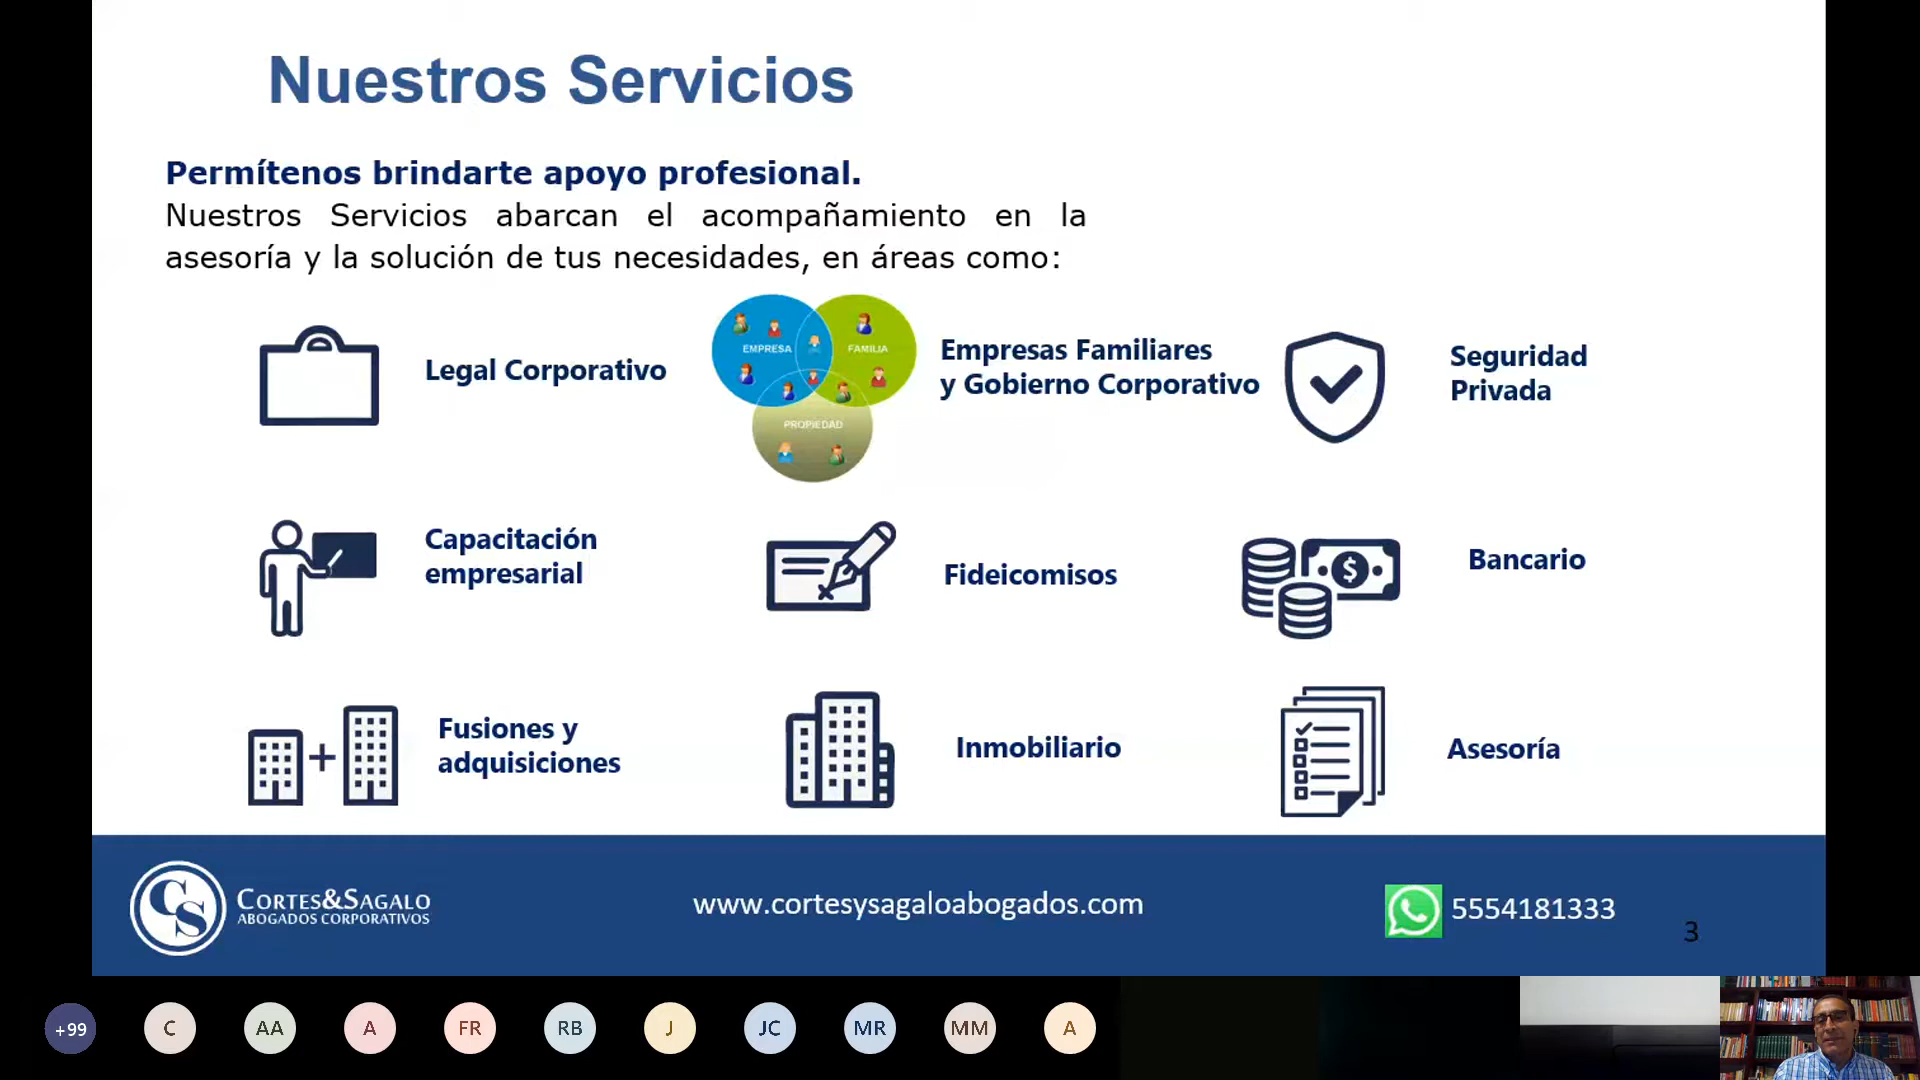 Nuestros Servicios
Permítenos brindarte apoyo profesional.
Nuestros Servicios abarcan el acompañamiento en la
asesoría y la solución de tus necesidades, en áreas como:
Legal Corporativo
EMPRESA
FAMILIA
PROPIEDAD
Empresas Familiares
y Gobierno Corporativo
Seguridad
Privada
Capacitación
empresarial
Fideicomisos
$
Bancario
Fusiones y
adquisiciones
Inmobiliario
Asesoría
CS
CORTES&SAGALO
ABOGADOS CORPORATIVOS
www.cortesysagaloabogados.com
5554181333
3
+99
C
AA
A
FR
RB
J
JC
MR
MM
A